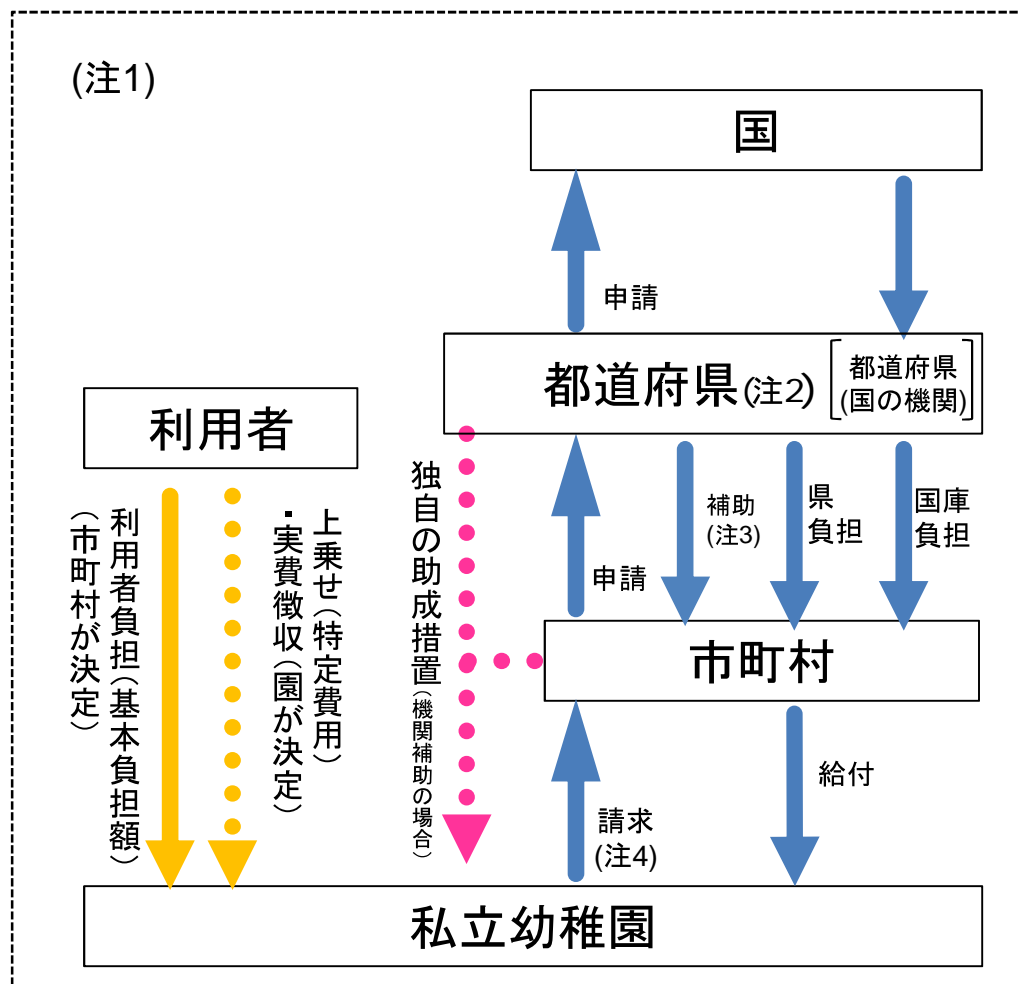 (注1)
国
申請
都道府県(注2)
都道府県
(国の機関)
利用者
利用者負担(基本負担額)
(市町村が決定)
上乗せ(特定費用)
・実費徴収(園が決定)
独自の助成措置(機関補助の場合)
申請
補助
(注3)
県
負担
国庫
負担
市町村
請求
(注4)
給付
私立幼稚園